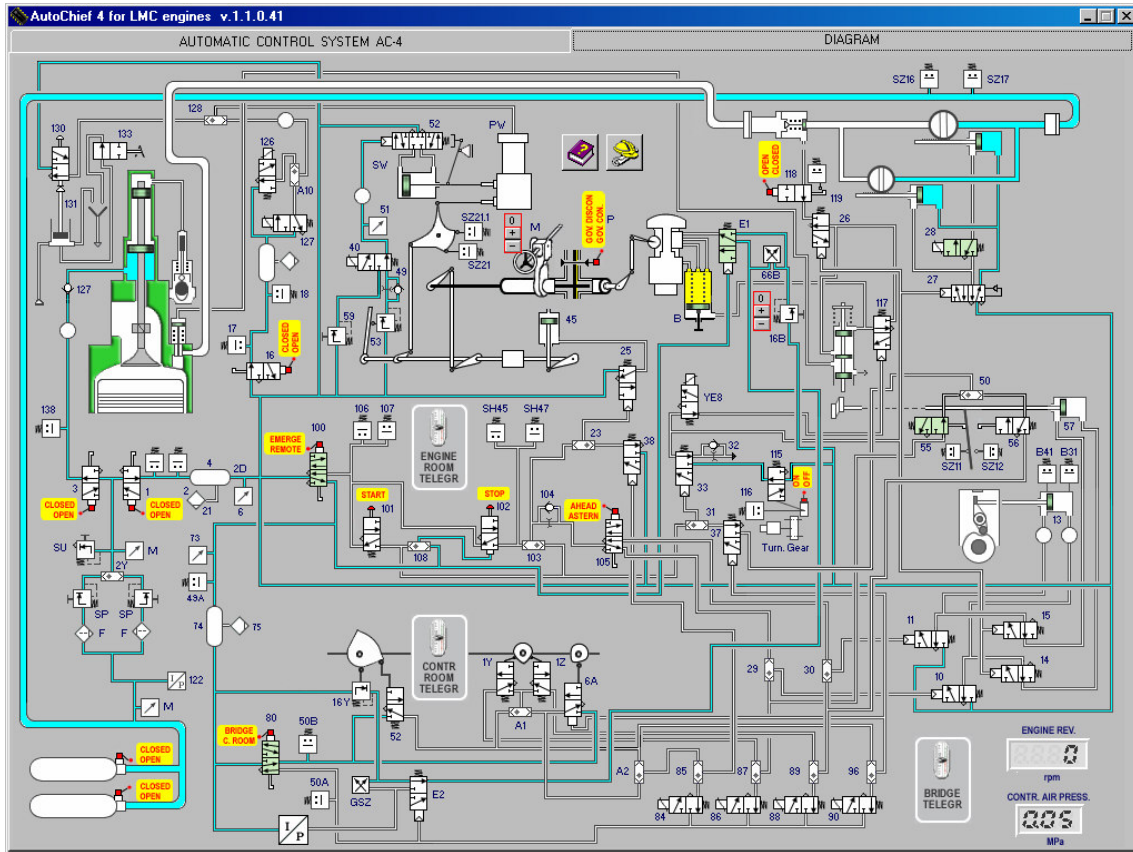 AutoChief 4 for LMC engines v.1.1.0.41
AUTOMATIC CONTROL SYSTEM AC-4
DIAGRAM
SZ16
SZ17
128
130
133
126
52
PW
SW
A10
131
127
51
SZ21.1
SZ21
0
+
−
M
GOV. DISCON
GOV. CON.
P
E1
OPEN
CLOSED
118
119
26
28
27
40
49
18
127
59
53
45
B
66B
0
+
−
16B
117
17
16
CLOSED
OPEN
25
YE8
50
138
106
107
SH45
SH47
100
EMERGE
REMOTE
ENGINE
ROOM
TELEGR
23
38
32
115
ON
OFF
55
56
57
SZ11
SZ12
B41
B31
4
2D
3
1
2
21
6
CLOSED
OPEN
CLOSED
OPEN
START
101
STOP
102
104
AHEAD
ASTERN
105
33
31
37
116
Turn. Gear
13
SU
M
2Y
73
49A
108
103
SP
SP
F
F
74
75
122
I
P
M
CONTR
ROOM
TELEGR
1Y
1Z
6A
16Y
52
A1
29
30
11
15
14
10
BRIDGE
C. ROOM
80
50B
50A
GSZ
E2
I
P
A2
85
87
89
96
84
86
88
90
CLOSED
OPEN
CLOSED
OPEN
BRIDGE
TELEGR
ENGINE REV.
0
rpm
CONTR. AIR PRESS.
0.05
MPa